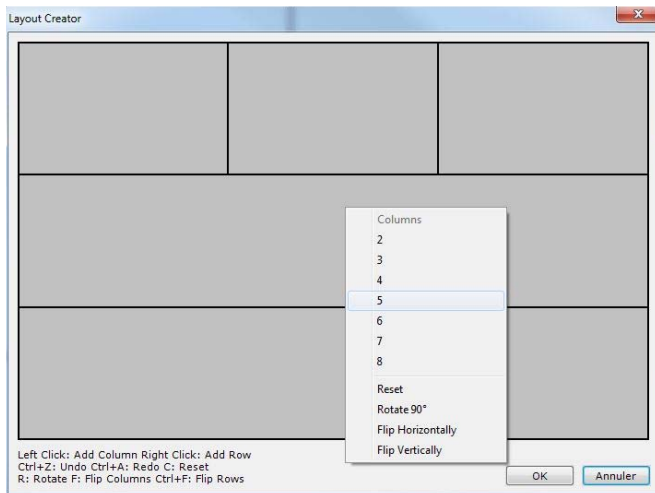 Layout Creator
X
Columns
2
3
4
5
6
7
8
Reset
Rotate 90°
Flip Horizontally
Flip Vertically
Left Click: Add Column Right Click: Add Row
Ctrl+Z: Undo Ctrl+A: Redo C: Reset
R: Rotate F: Flip Columns Ctrl+F: Flip Rows
OK
Annuler